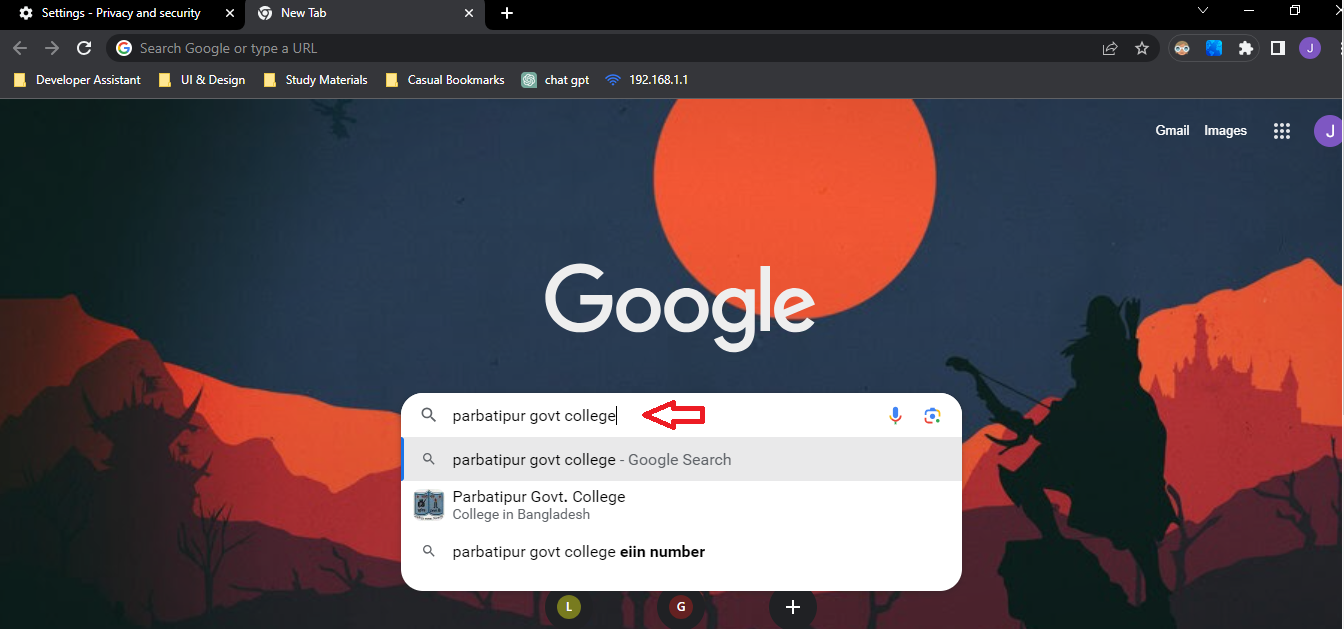 Settings - Privacy and security
New Tab
Search Google or type a URL
J
Developer Assistant
UI & Design
Study Materials
Casual Bookmarks
chat gpt
192.168.1.1
Gmail
Images
J
Google
parbatipur govt college
parbatipur govt college - Google Search
Parbatipur Govt. College
College in Bangladesh
parbatipur govt college eiin number
L
G